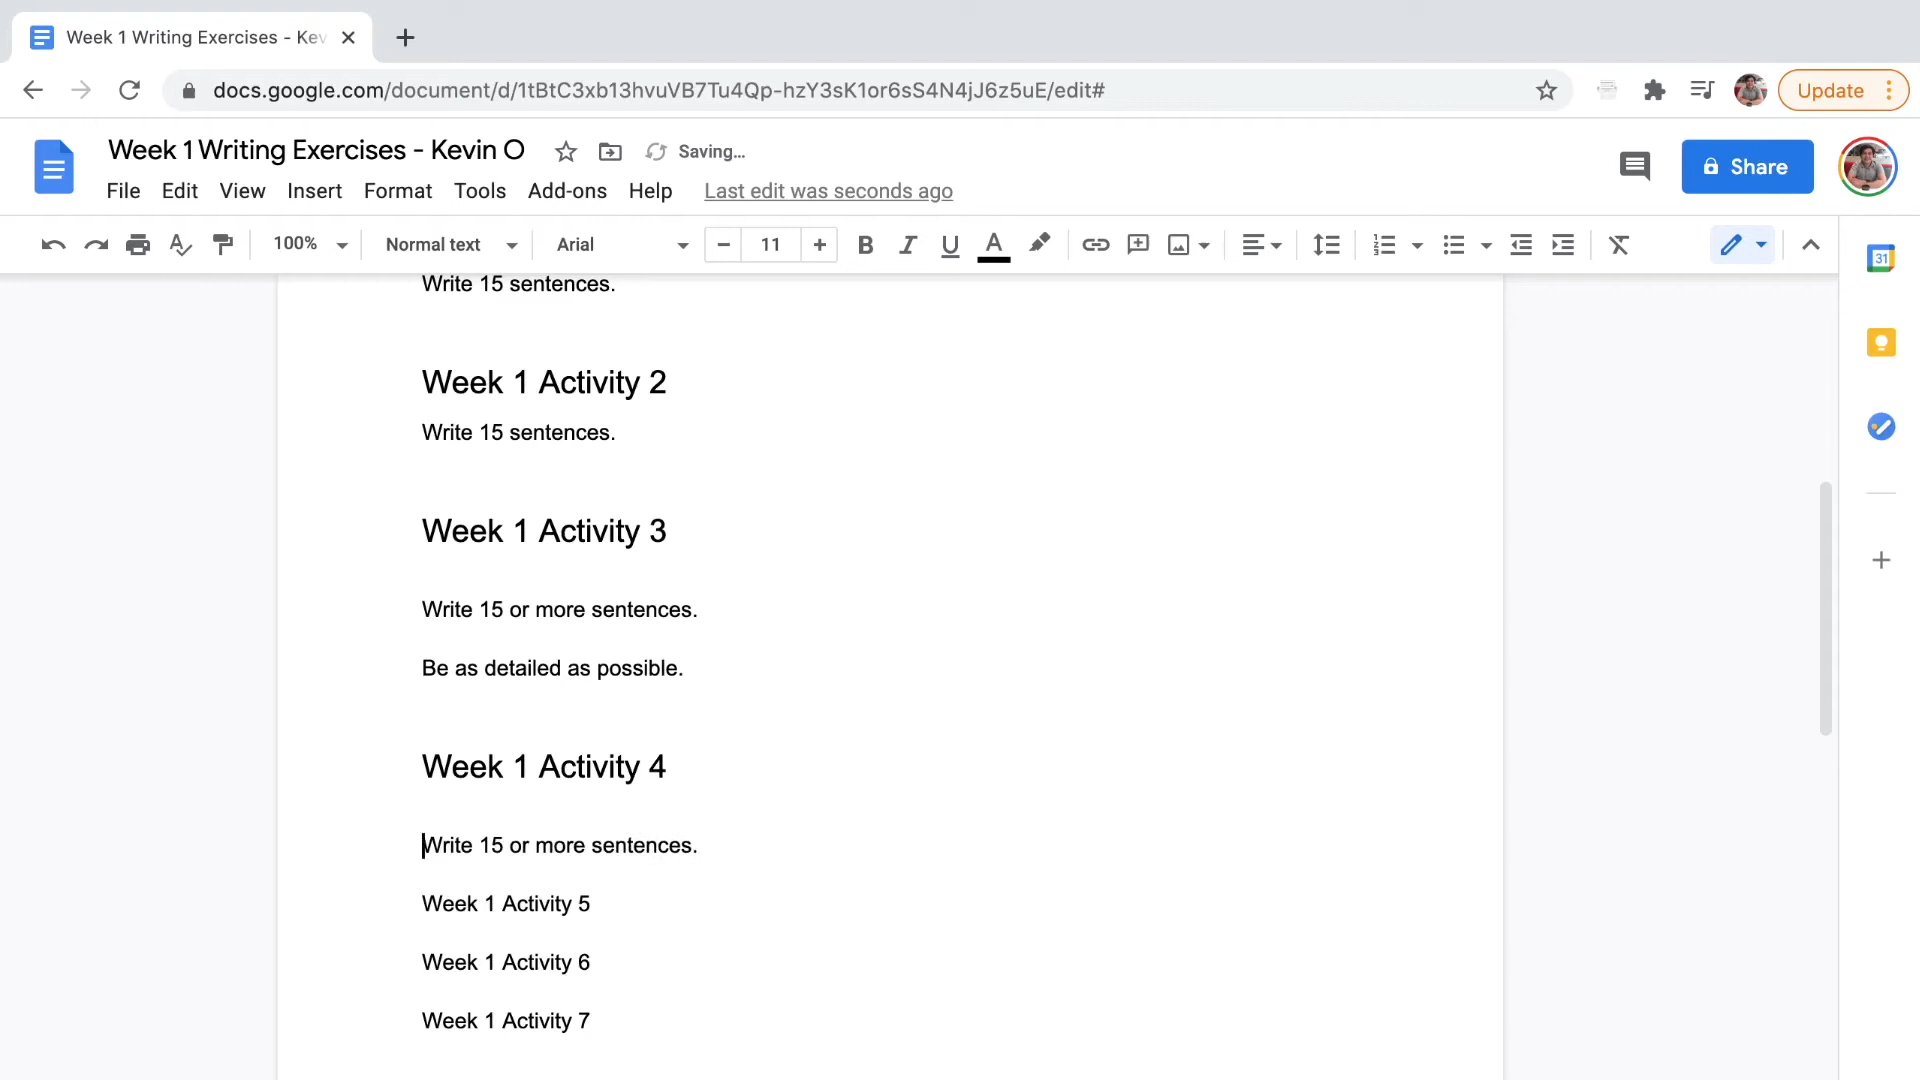 Week 1 Writing Exercises - Kev
docs.google.com/document/d/1tBtC3xb13hvuVB7Tu4Qp-hzY3sK1or6sS4N4jJ6z5uE/edit#
Update
Week 1 Writing Exercises - Kevin O
Saving...
File Edit View Insert Format Tools Add-ons Help Last edit was seconds ago
Share
100% Normal text Arial 11
31
Write 15 sentences.
Week 1 Activity 2
Write 15 sentences.
Week 1 Activity 3
Write 15 or more sentences.
Be as detailed as possible.
Week 1 Activity 4
Write 15 or more sentences.
Week 1 Activity 5
Week 1 Activity 6
Week 1 Activity 7